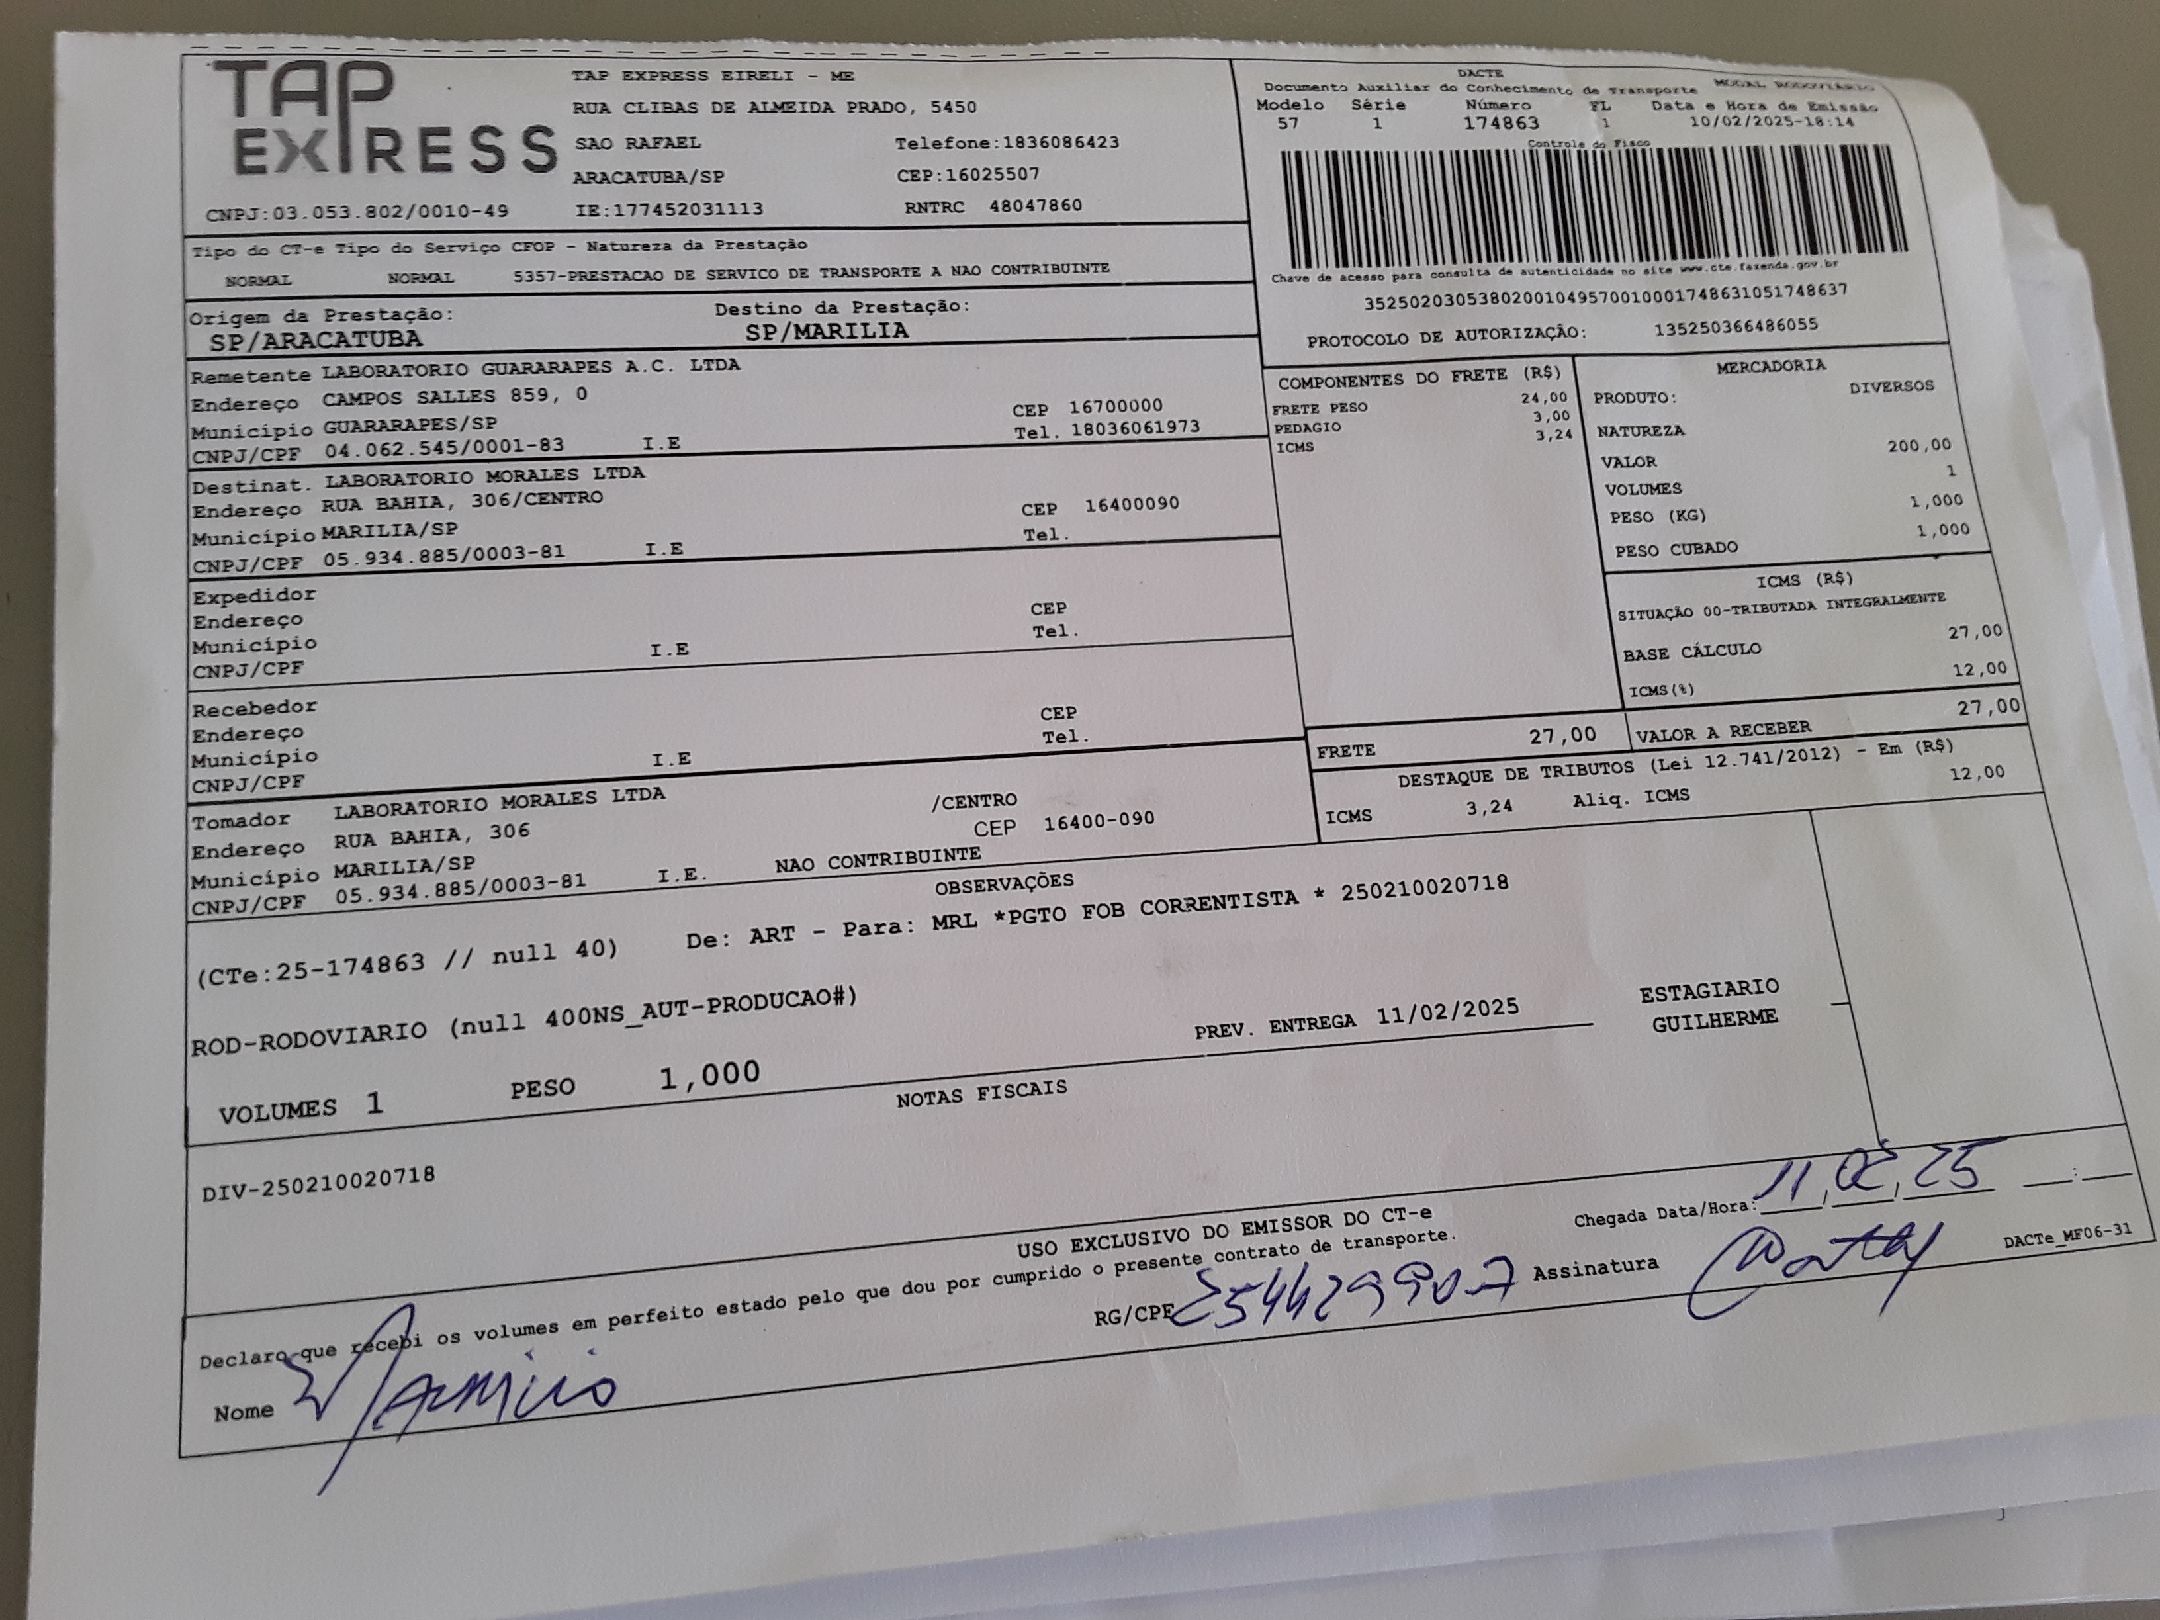 TAP EXPRESS
TAP EXPRESS EIRELI - ME
RUA CLIBAS DE ALMEIDA PRADO, 5450
SAO RAFAEL Telefone:1836086423
ARACATUBA/SP CEP:16025507
CNPJ:03.053.802/0010-49 IE:177452031113 RNTRC 48047860
DACTE
Documento Auxiliar do Conhecimento de Transporte MODAL RODOVIÁRIO
Modelo Série Número FL Data e Hora de Emissão
57 1 174863 1 10/02/2025-18:14
Controle do Fisco
Chave de acesso para consulta de autenticidade no site www.cte.fazenda.gov.br
35250203053802001049570010001748631051748637
PROTOCOLO DE AUTORIZAÇÃO: 135250366486055
Tipo do CT-e Tipo do Serviço CFOP - Natureza da Prestação
NORMAL NORMAL 5357-PRESTACAO DE SERVICO DE TRANSPORTE A NAO CONTRIBUINTE
Origem da Prestação: Destino da Prestação:
SP/ARACATUBA SP/MARILIA
Remetente LABORATORIO GUARARAPES A.C. LTDA
Endereço CAMPOS SALLES 859, 0 CEP 16700000
Município GUARARAPES/SP Tel. 18036061973
CNPJ/CPF 04.062.545/0001-83 I.E
Destinat. LABORATORIO MORALES LTDA
Endereço RUA BAHIA, 306/CENTRO CEP 16400090
Município MARILIA/SP Tel.
CNPJ/CPF 05.934.885/0003-81 I.E
Expedidor
Endereço CEP
Município I.E Tel.
CNPJ/CPF
Recebedor
Endereço CEP
Município I.E Tel.
CNPJ/CPF
Tomador LABORATORIO MORALES LTDA
Endereço RUA BAHIA, 306 /CENTRO
Município MARILIA/SP CEP 16400-090
CNPJ/CPF 05.934.885/0003-81 I.E. NAO CONTRIBUINTE
COMPONENTES DO FRETE (R$)
FRETE PESO 24,00
PEDAGIO 3,00
ICMS 3,24
MERCADORIA
PRODUTO: DIVERSOS
NATUREZA
VALOR 200,00
VOLUMES 1
PESO (KG) 1,000
PESO CUBADO 1,000
ICMS (R$)
SITUAÇÃO 00-TRIBUTADA INTEGRALMENTE
BASE CÁLCULO 27,00
ICMS(%) 12,00
FRETE 27,00 VALOR A RECEBER 27,00
DESTAQUE DE TRIBUTOS (Lei 12.741/2012) - Em (R$)
ICMS 3,24 Aliq. ICMS 12,00
OBSERVAÇÕES
(CTe:25-174863 // null 40) De: ART - Para: MRL *PGTO FOB CORRENTISTA * 250210020718
ROD-RODOVIARIO (null 400NS_AUT-PRODUCAO#)
VOLUMES 1 PESO 1,000 PREV. ENTREGA 11/02/2025 ESTAGIARIO
GUILHERME
NOTAS FISCAIS
DIV-250210020718
USO EXCLUSIVO DO EMISSOR DO CT-e
Declaro que recebi os volumes em perfeito estado pelo que dou por cumprido o presente contrato de transporte.
Chegada Data/Hora: 11/02/25 __:__
Nome RG/CPF Assinatura
DACTe_MF06-31